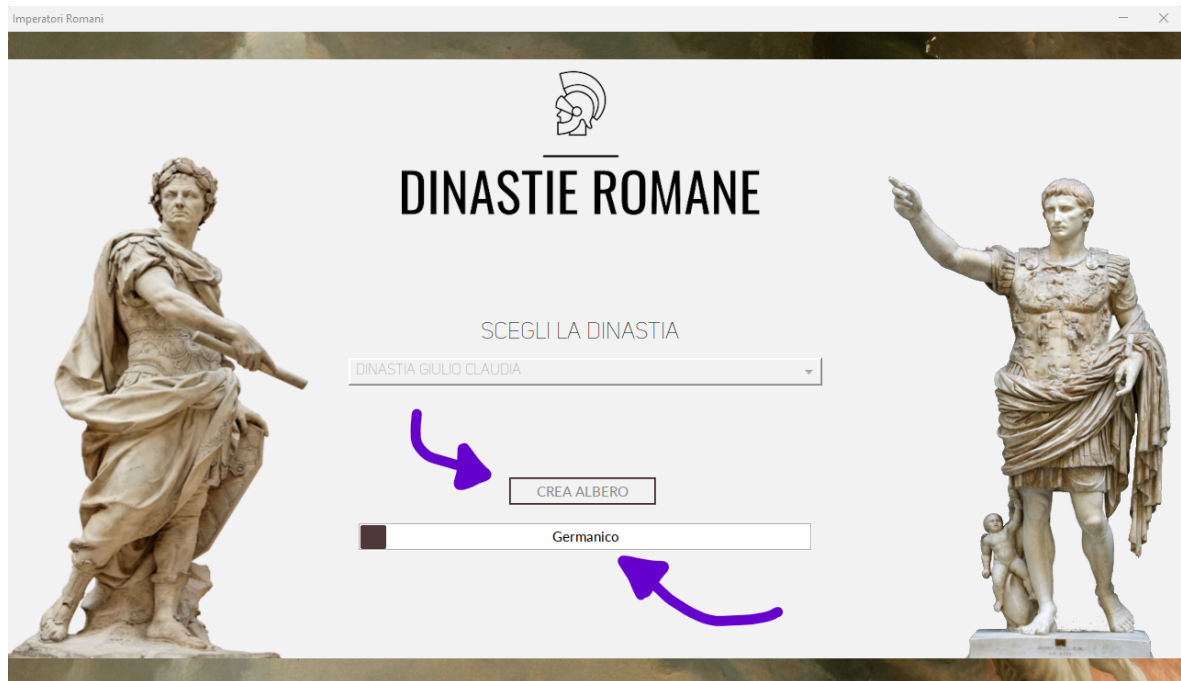 Imperatori Romani
DINASTIE ROMANE
SCEGLI LA DINASTIA
DINASTIA GIULIO CLAUDIA
CREA ALBERO
Germanico